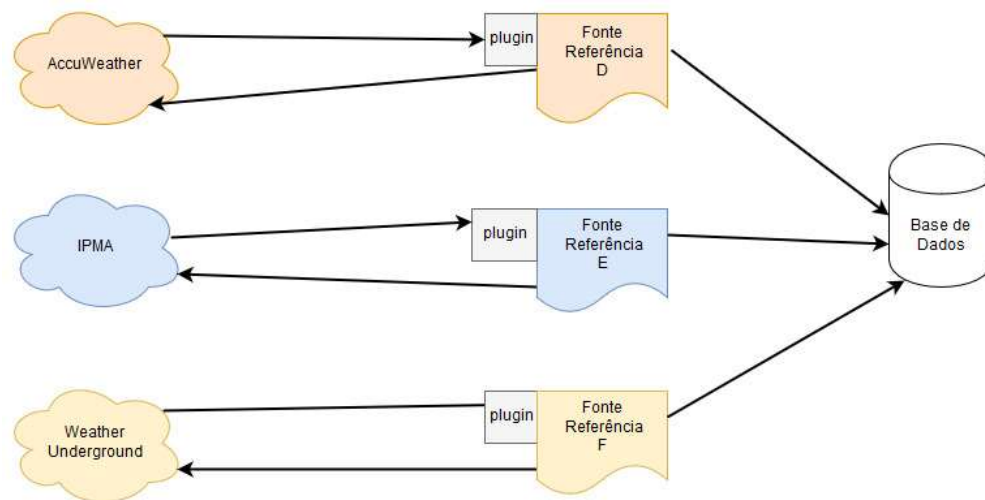 AccuWeather
plugin
Fonte
Referência
D
IPMA
plugin
Fonte
Referência
E
Base de
Dados
Weather
Underground
plugin
Fonte
Referência
F